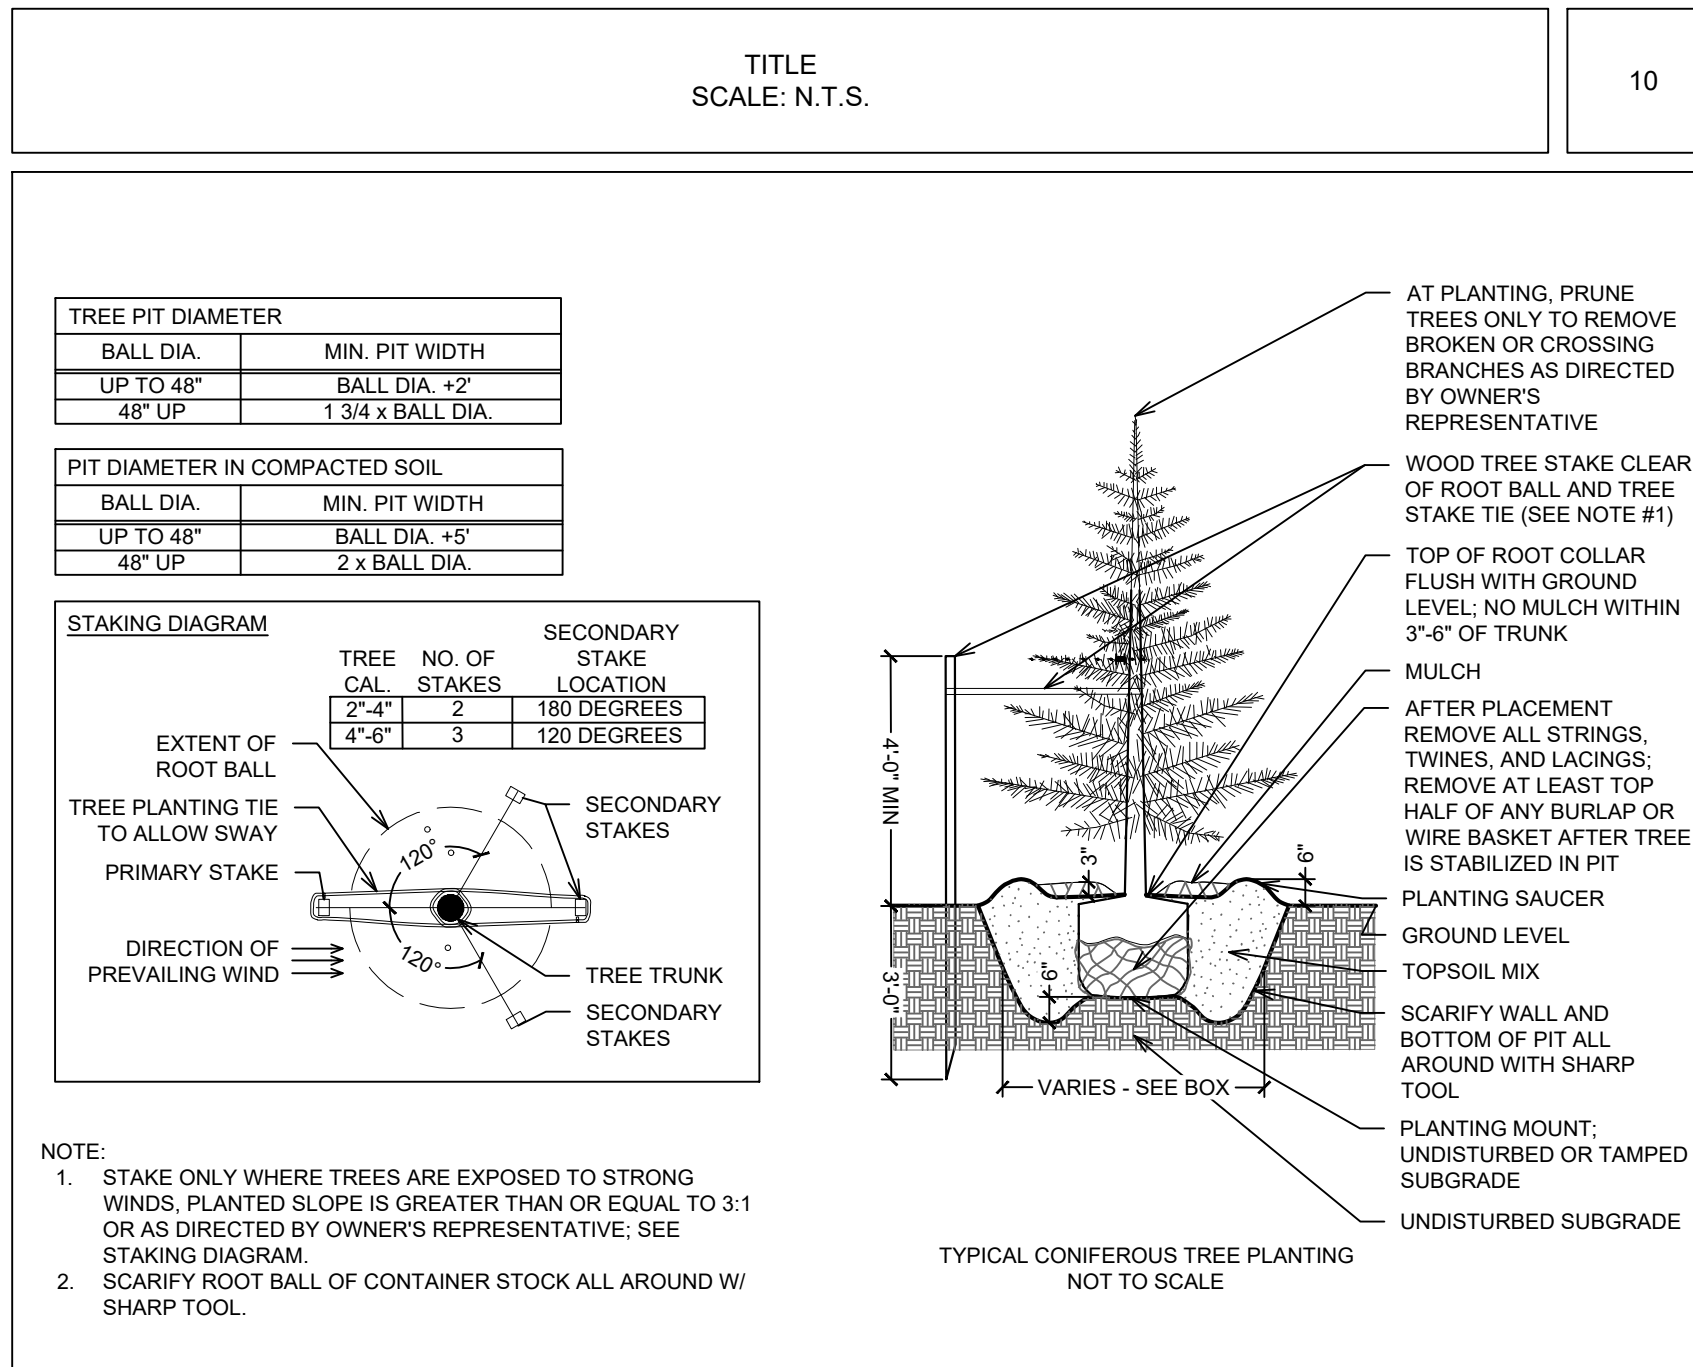 TITLE
SCALE: N.T.S.
10
TREE PIT DIAMETER
BALL DIA. MIN. PIT WIDTH
UP TO 48" BALL DIA. +2'
48" UP 1 3/4 x BALL DIA.
PIT DIAMETER IN COMPACTED SOIL
BALL DIA. MIN. PIT WIDTH
UP TO 48" BALL DIA. +5'
48" UP 2 x BALL DIA.
STAKING DIAGRAM
TREE
CAL.
NO. OF
STAKES
SECONDARY
STAKE
LOCATION
2"-4" 2 180 DEGREES
4"-6" 3 120 DEGREES
EXTENT OF
ROOT BALL
TREE PLANTING TIE
TO ALLOW SWAY
PRIMARY STAKE
DIRECTION OF
PREVAILING WIND
120°
120°
SECONDARY
STAKES
TREE TRUNK
SECONDARY
STAKES
NOTE:
1. STAKE ONLY WHERE TREES ARE EXPOSED TO STRONG
WINDS, PLANTED SLOPE IS GREATER THAN OR EQUAL TO 3:1
OR AS DIRECTED BY OWNER'S REPRESENTATIVE; SEE
STAKING DIAGRAM.
2. SCARIFY ROOT BALL OF CONTAINER STOCK ALL AROUND W/
SHARP TOOL.
4'-0" MIN
3'-0"
3"
6"
6"
VARIES - SEE BOX
AT PLANTING, PRUNE
TREES ONLY TO REMOVE
BROKEN OR CROSSING
BRANCHES AS DIRECTED
BY OWNER'S
REPRESENTATIVE
WOOD TREE STAKE CLEAR
OF ROOT BALL AND TREE
STAKE TIE (SEE NOTE #1)
TOP OF ROOT COLLAR
FLUSH WITH GROUND
LEVEL; NO MULCH WITHIN
3"-6" OF TRUNK
MULCH
AFTER PLACEMENT
REMOVE ALL STRINGS,
TWINES, AND LACINGS;
REMOVE AT LEAST TOP
HALF OF ANY BURLAP OR
WIRE BASKET AFTER TREE
IS STABILIZED IN PIT
PLANTING SAUCER
GROUND LEVEL
TOPSOIL MIX
SCARIFY WALL AND
BOTTOM OF PIT ALL
AROUND WITH SHARP
TOOL
PLANTING MOUNT;
UNDISTURBED OR TAMPED
SUBGRADE
UNDISTURBED SUBGRADE
TYPICAL CONIFEROUS TREE PLANTING
NOT TO SCALE